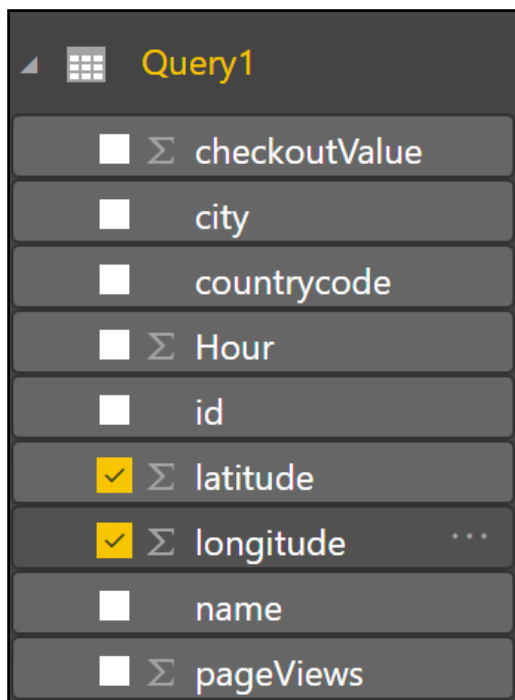 Query1
Σ checkoutValue
city
countrycode
Σ Hour
id
Σ latitude
Σ longitude ...
name
Σ pageViews